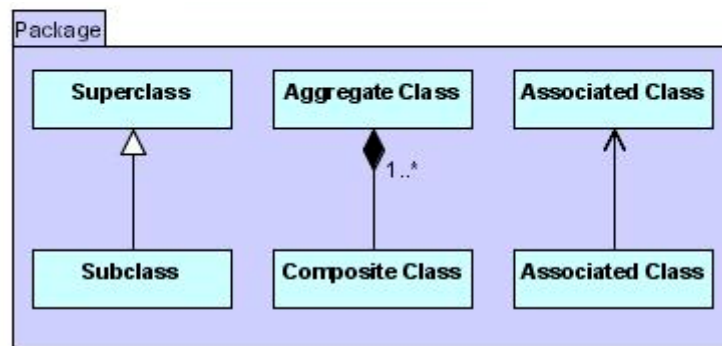 Package
Superclass
Aggregate Class
Associated Class
1..*
Subclass
Composite Class
Associated Class